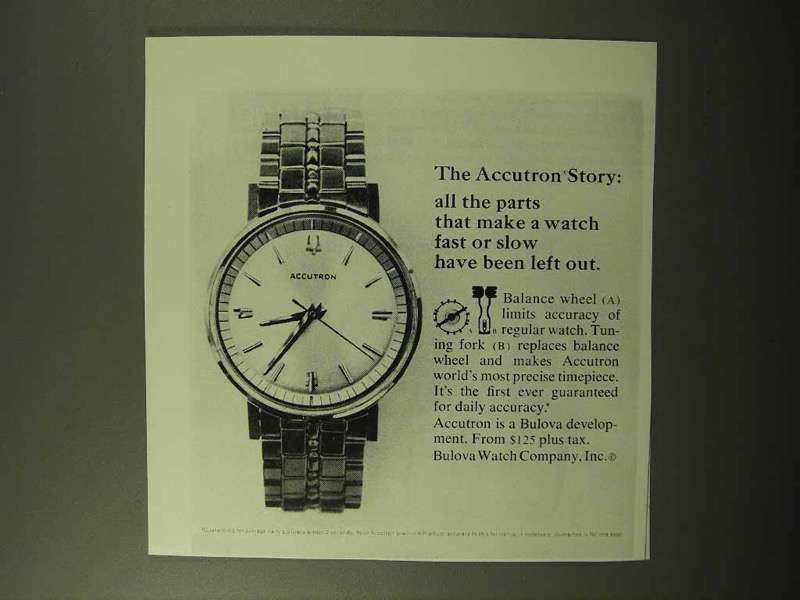 ACCUTRON
The Accutron® Story:
all the parts
that make a watch
fast or slow
have been left out.
Balance wheel (A)
limits accuracy of
A B regular watch. Tun-
ing fork (B) replaces balance
wheel and makes Accutron
world's most precise timepiece.
It's the first ever guaranteed
for daily accuracy.*
Accutron is a Bulova develop-
ment. From $125 plus tax.
Bulova Watch Company, Inc.®